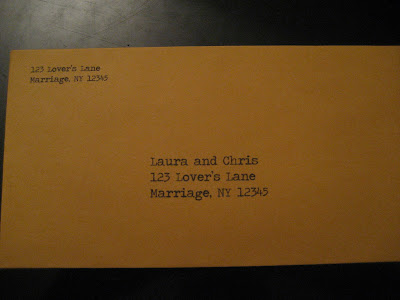 123 Lover's Lane
Marriage, NY 12345
Laura and Chris
123 Lover's Lane
Marriage, NY 12345